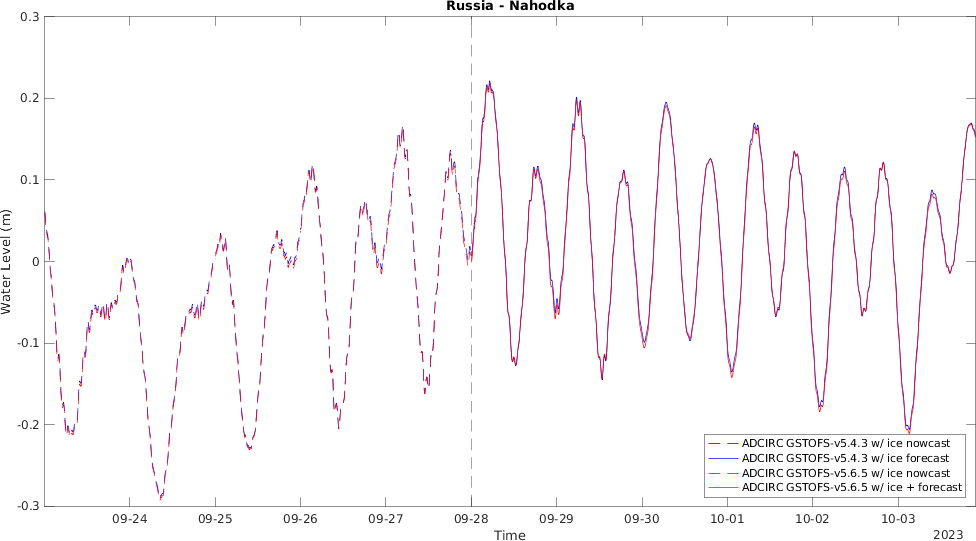 Russia - Nahodka
0.3
0.2
0.1
0
-0.1
-0.2
-0.3
Water Level (m)
ADCIRC GSTOFS-v5.4.3 w/ ice nowcast
ADCIRC GSTOFS-v5.4.3 w/ ice forecast
ADCIRC GSTOFS-v5.6.5 w/ ice nowcast
ADCIRC GSTOFS-v5.6.5 w/ ice + forecast
09-24 09-25 09-26 09-27 09-28 09-29 09-30 10-01 10-02 10-03
Time
2023